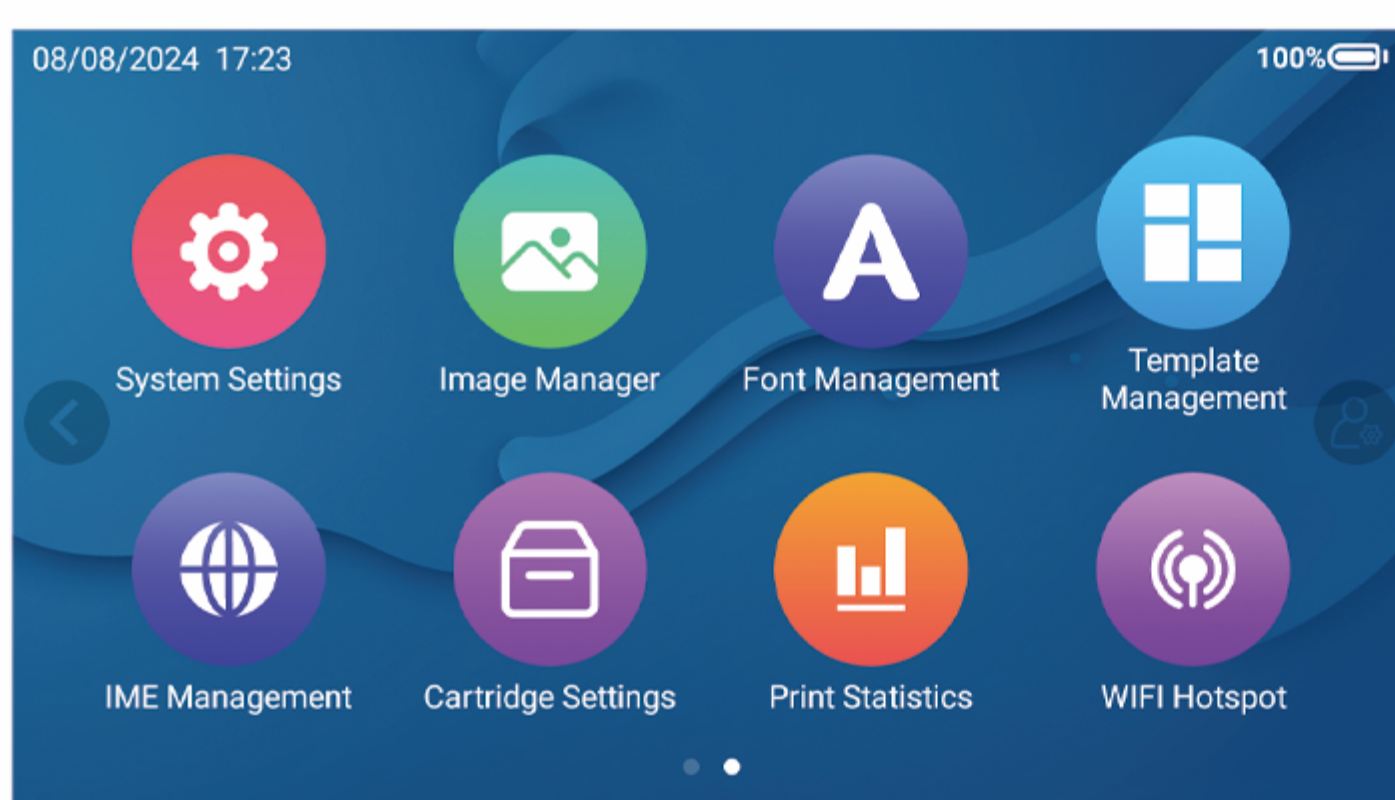 08/08/2024 17:23
100%
System Settings
Image Manager
Font Management
Template
Management
IME Management
Cartridge Settings
Print Statistics
WIFI Hotspot